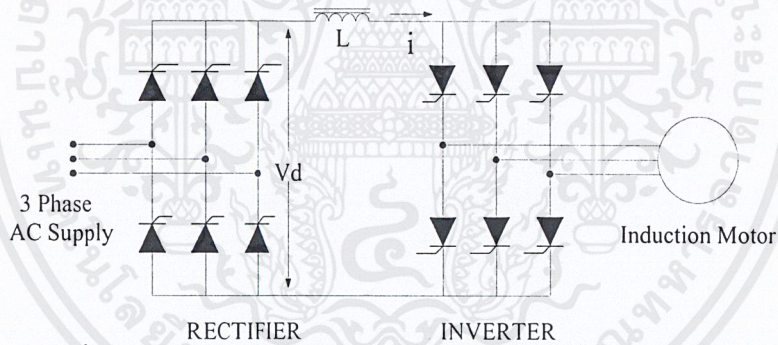 L
i
Vd
3 Phase
AC Supply
Induction Motor
RECTIFIER
INVERTER